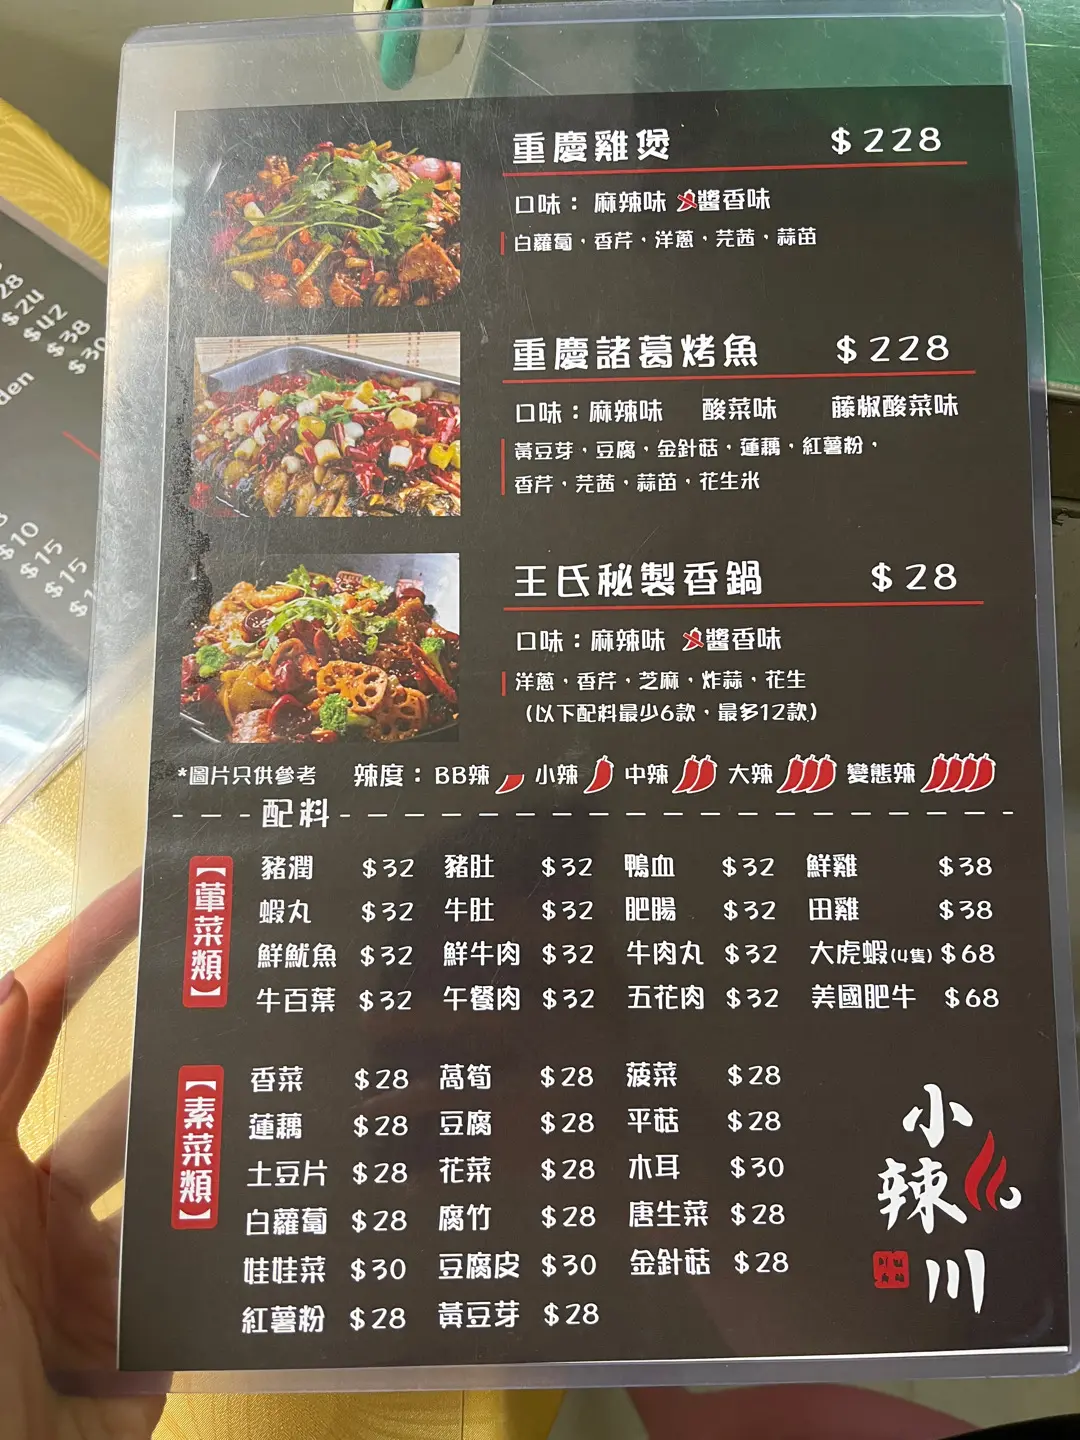 重慶雞煲 $228
口味：麻辣味 醬香味
白蘿蔔，香芹，洋蔥，芫茜，蒜苗
重慶諸葛烤魚 $228
口味：麻辣味 酸菜味 藤椒酸菜味
黃豆芽，豆腐，金針菇，蓮藕，紅薯粉，
香芹，芫茜，蒜苗，花生米
王氏秘製香鍋 $28
口味：麻辣味 醬香味
洋蔥，香芹，芝麻，炸蒜，花生
(以下配料最少6款，最多12款)
*圖片只供參考 辣度：BB辣 小辣 中辣 大辣 變態辣
配料
【葷菜類】
豬潤 $32 豬肚 $32 鴨血 $32 鮮雞 $38
蝦丸 $32 牛肚 $32 肥腸 $32 田雞 $38
鮮魷魚 $32 鮮牛肉 $32 牛肉丸 $32 大虎蝦(4隻) $68
牛百葉 $32 午餐肉 $32 五花肉 $32 美國肥牛 $68
【素菜類】
香菜 $28 萵筍 $28 菠菜 $28
蓮藕 $28 豆腐 $28 平菇 $28
土豆片 $28 花菜 $28 木耳 $30
白蘿蔔 $28 腐竹 $28 唐生菜 $28
娃娃菜 $30 豆腐皮 $30 金針菇 $28
紅薯粉 $28 黃豆芽 $28
小辣川
28
$24
$42
$38
$30
den
$10
$15
$15